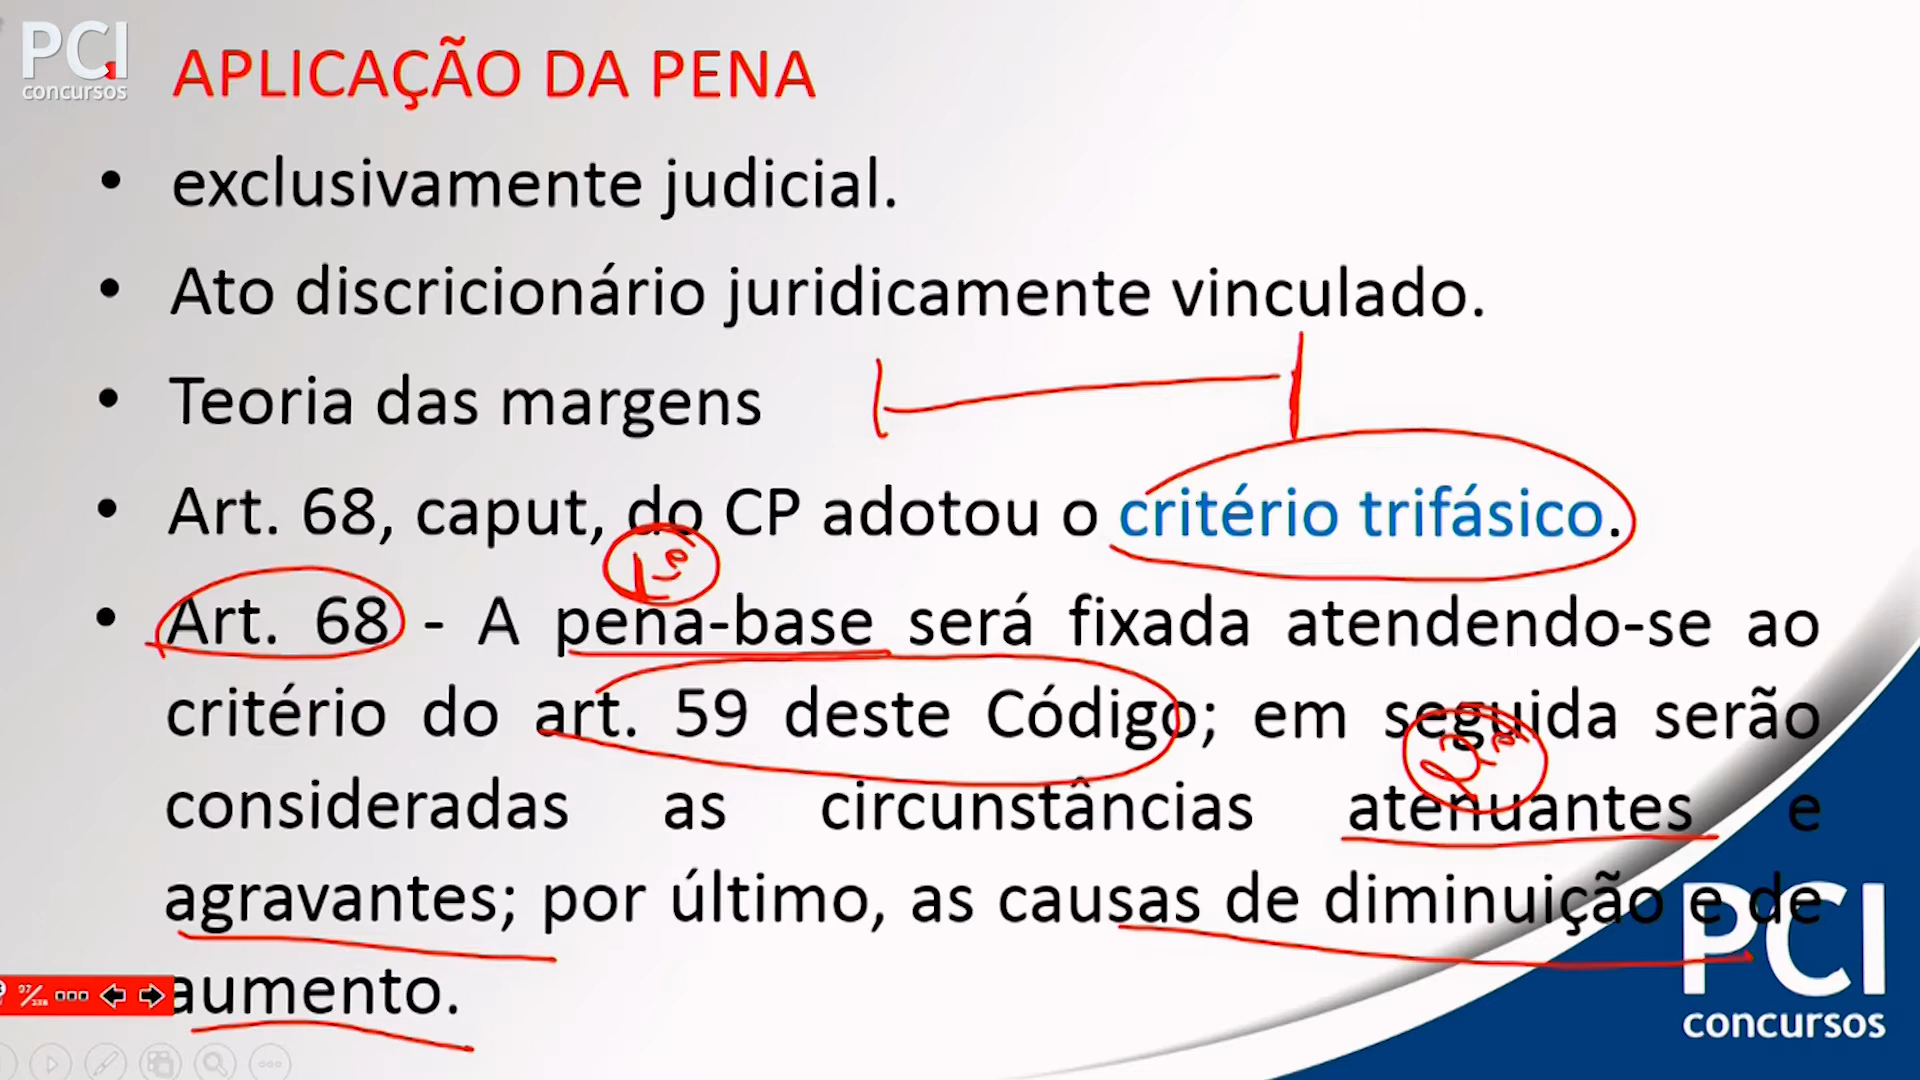 PCI
concursos
APLICAÇÃO DA PENA
• exclusivamente judicial.
• Ato discricionário juridicamente vinculado.
• Teoria das margens
• Art. 68, caput, do CP adotou o critério trifásico.
1ª
• Art. 68 - A pena-base será fixada atendendo-se ao
critério do art. 59 deste Código; em seguida serão
2ª
consideradas as circunstâncias atenuantes e
agravantes; por último, as causas de diminuição e de
aumento.
PCI
concursos